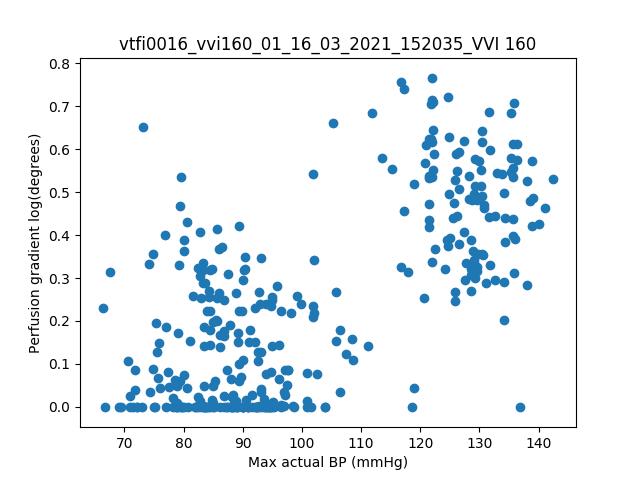 vtfi0016_vvi160_01_16_03_2021_152035_VVI 160
Perfusion gradient log(degrees)
0.8
0.7
0.6
0.5
0.4
0.3
0.2
0.1
0.0
70 80 90 100 110 120 130 140
Max actual BP (mmHg)